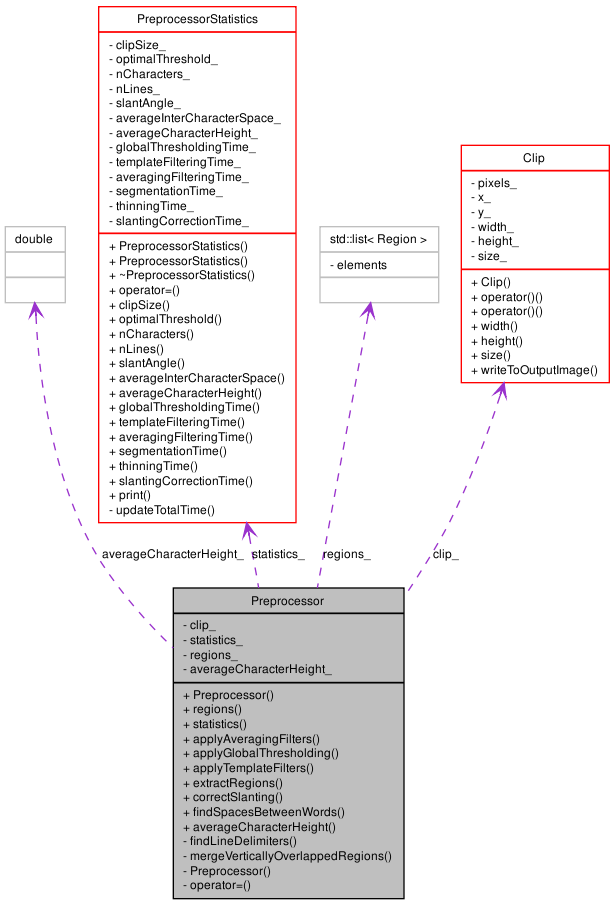 PreprocessorStatistics
- clipSize_
- optimalThreshold_
- nCharacters_
- nLines_
- slantAngle_
- averageInterCharacterSpace_
- averageCharacterHeight_
- globalThresholdingTime_
- templateFilteringTime_
- averagingFilteringTime_
- segmentationTime_
- thinningTime_
- slantingCorrectionTime_
+ PreprocessorStatistics()
+ PreprocessorStatistics()
+ ~PreprocessorStatistics()
+ operator=()
+ clipSize()
+ optimalThreshold()
+ nCharacters()
+ nLines()
+ slantAngle()
+ averageInterCharacterSpace()
+ averageCharacterHeight()
+ globalThresholdingTime()
+ templateFilteringTime()
+ averagingFilteringTime()
+ segmentationTime()
+ thinningTime()
+ slantingCorrectionTime()
+ print()
- updateTotalTime()
double
std::list< Region >
- elements
Clip
- pixels_
- x_
- y_
- width_
- height_
- size_
+ Clip()
+ operator()()
+ operator()()
+ width()
+ height()
+ size()
+ writeToOutputImage()
averageCharacterHeight_
statistics_
regions_
clip_
Preprocessor
- clip_
- statistics_
- regions_
- averageCharacterHeight_
+ Preprocessor()
+ regions()
+ statistics()
+ applyAveragingFilters()
+ applyGlobalThresholding()
+ applyTemplateFilters()
+ extractRegions()
+ correctSlanting()
+ findSpacesBetweenWords()
+ averageCharacterHeight()
- findLineDelimiters()
- mergeVerticallyOverlappedRegions()
- Preprocessor()
- operator=()